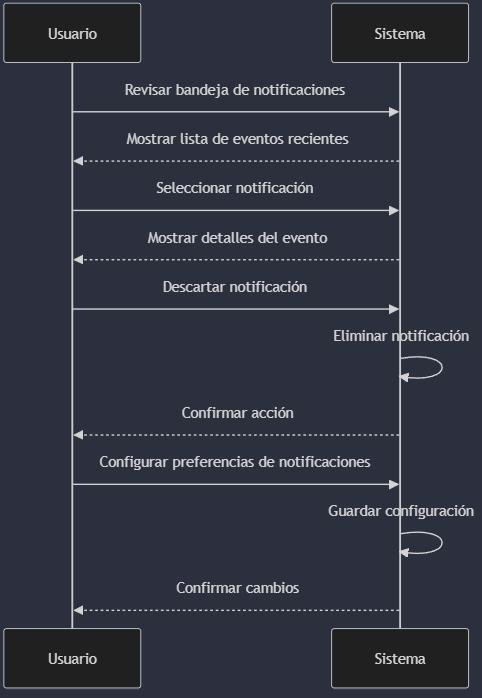 Usuario
Sistema
Revisar bandeja de notificaciones
Mostrar lista de eventos recientes
Seleccionar notificación
Mostrar detalles del evento
Descartar notificación
Eliminar notificación
Confirmar acción
Configurar preferencias de notificaciones
Guardar configuración
Confirmar cambios
Usuario
Sistema